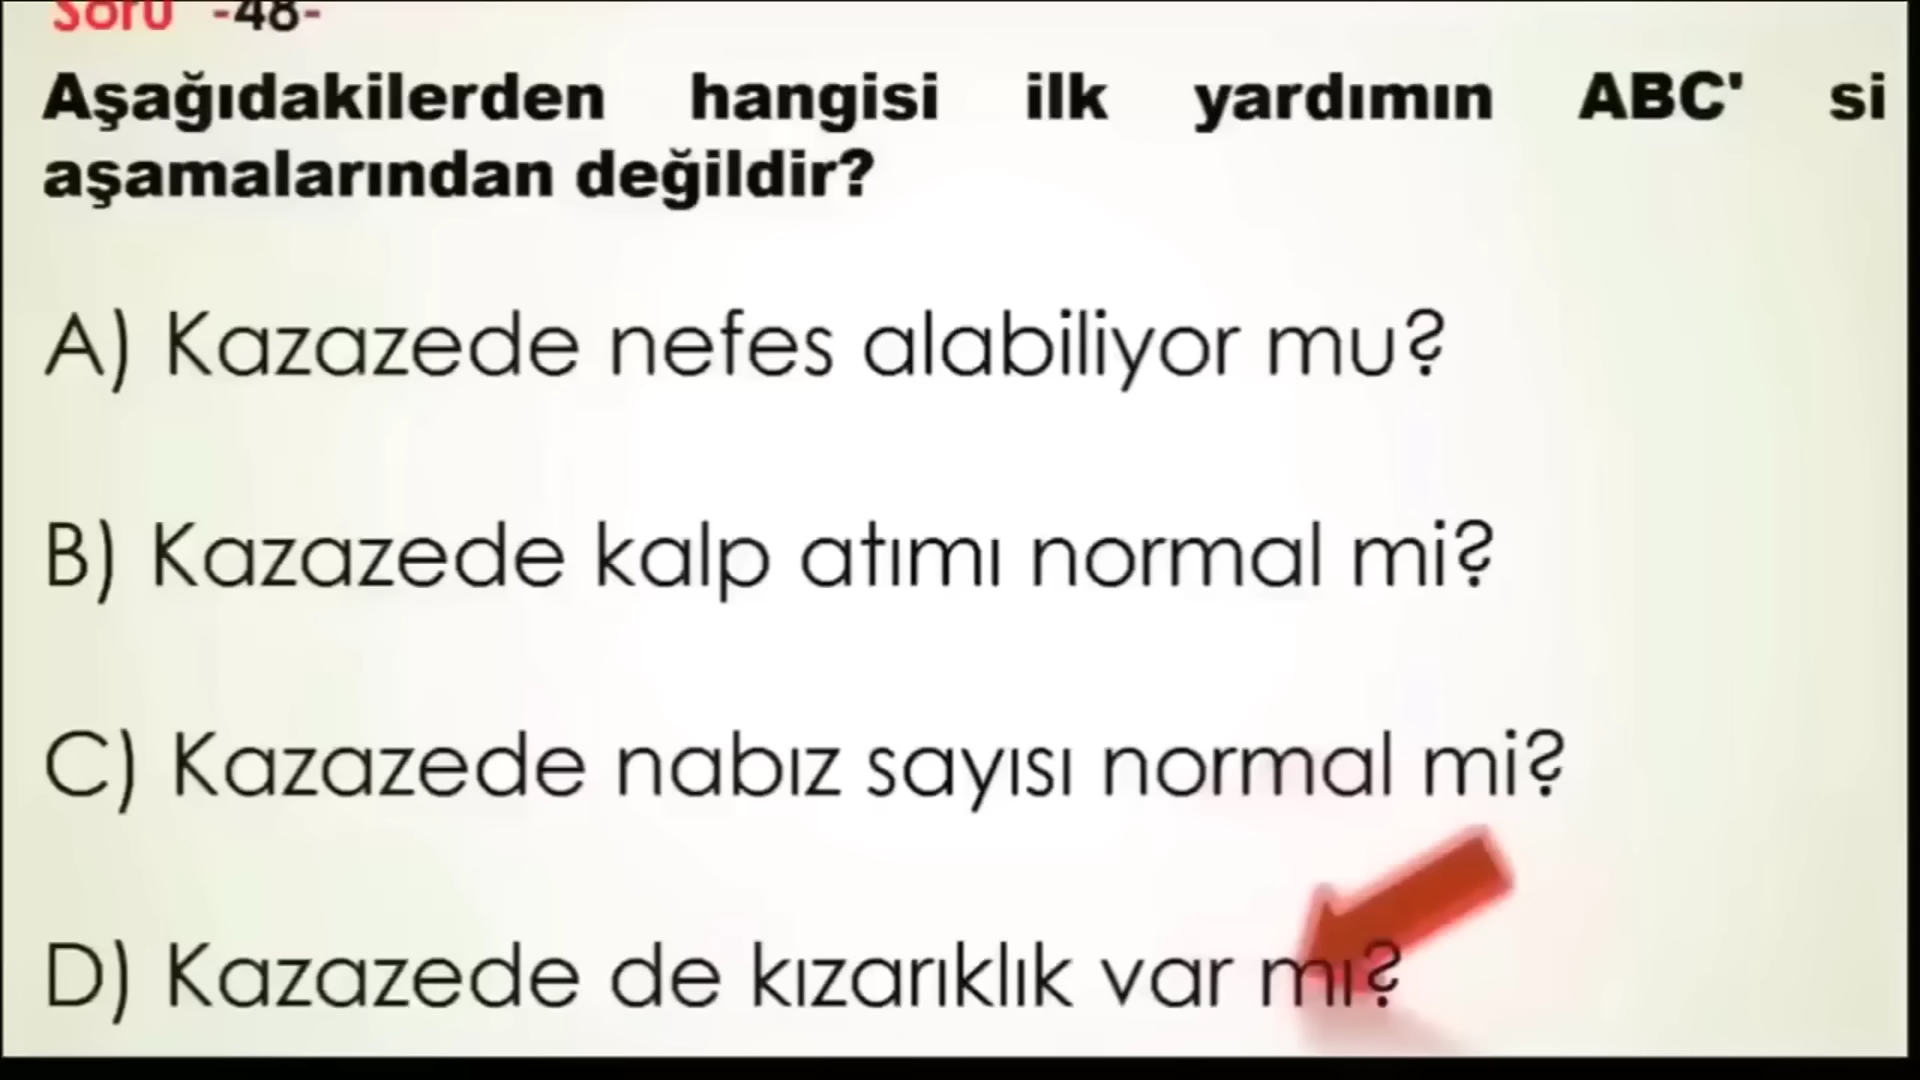 Soru -48-
Aşağıdakilerden hangisi ilk yardımın ABC' si
aşamalarından değildir?
A) Kazazede nefes alabiliyor mu?
B) Kazazede kalp atımı normal mi?
C) Kazazede nabız sayısı normal mi?
D) Kazazede de kızarıklık var mı?